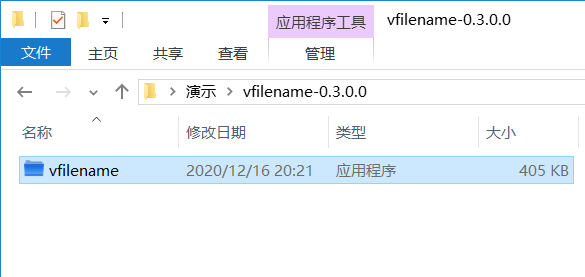 应用程序工具 vfilename-0.3.0.0
文件 主页 共享 查看 管理
演示 vfilename-0.3.0.0
名称 修改日期 类型 大小
vfilename 2020/12/16 20:21 应用程序 405 KB